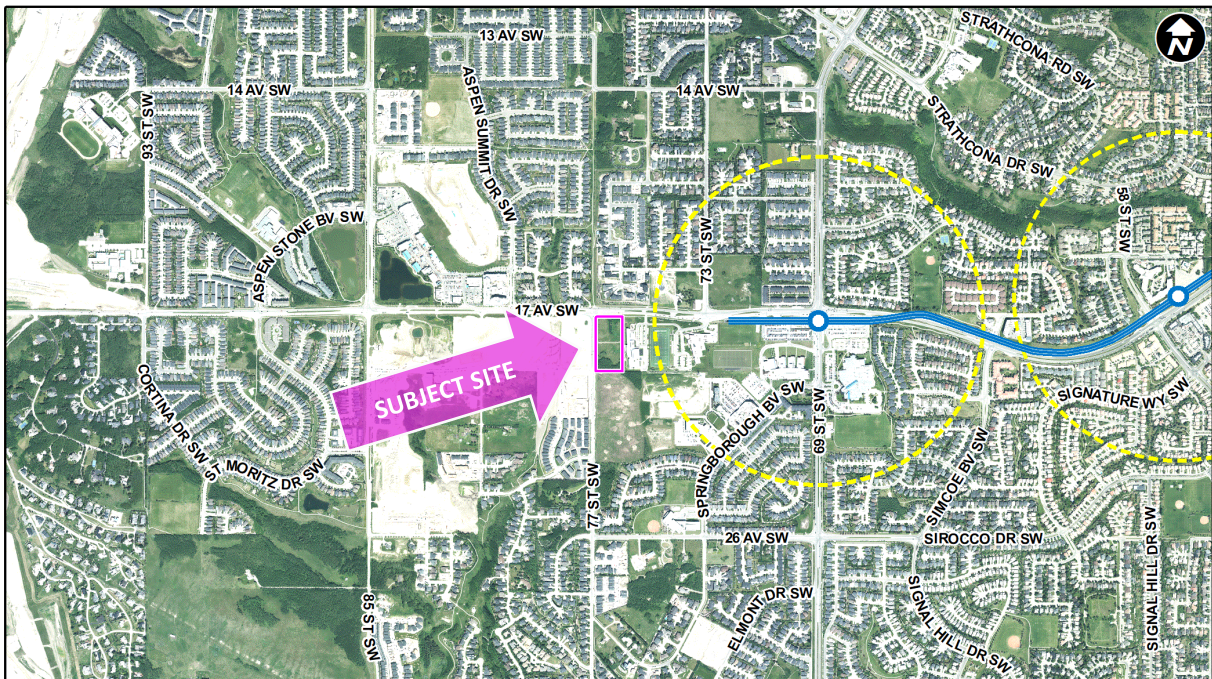 13 AV SW
STRATHCONA RD SW
N
14 AV SW
14 AV SW
93 ST SW
ASPEN SUMMIT DR SW
STRATHCONA DR SW
58 ST SW
ASPEN STONE BV SW
73 ST SW
17 AV SW
SUBJECT SITE
CORTINA DR SW
ST MORITZ DR SW
SPRINGBOROUGH BV SW
69 ST SW
SIGNATURE WY SW
SIMCOE BV SW
77 ST SW
26 AV SW
SIROCCO DR SW
SIGNAL HILL DR SW
85 ST SW
ELMONT DR SW
SIGNAL HILL DR SW